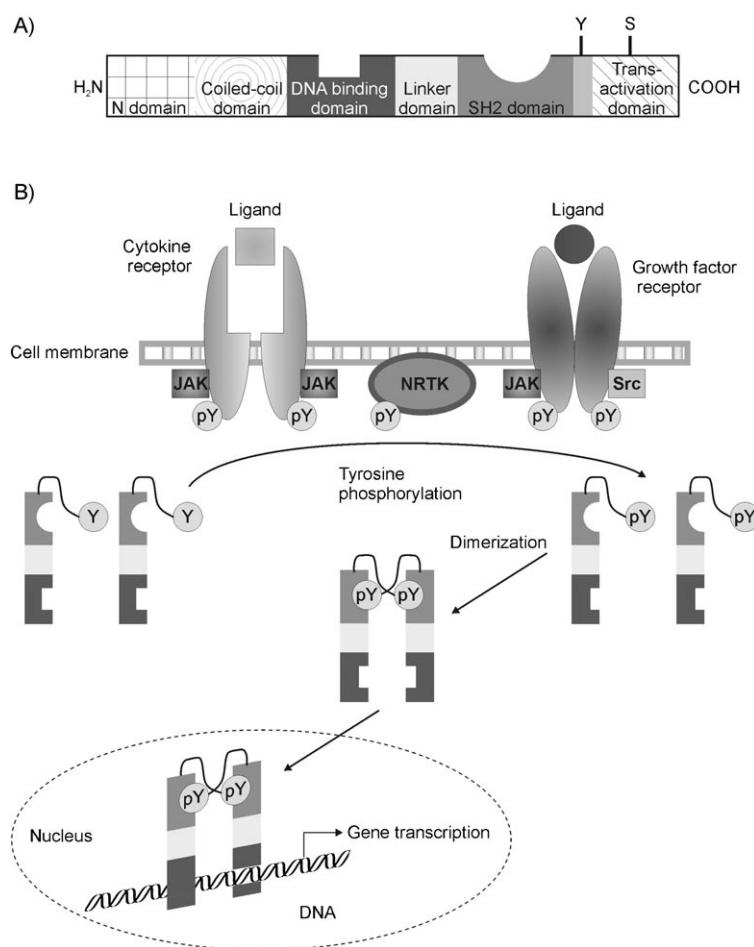 A)
Y S
H2N
N domain
Coiled-coil
domain
DNA binding
domain
Linker
domain
SH2 domain
Trans-
activation
domain
COOH
B)
Ligand
Cytokine
receptor
Ligand
Growth factor
receptor
Cell membrane
JAK
JAK
NRTK
JAK
Src
pY
pY
pY
pY
pY
Tyrosine
phosphorylation
Y
Y
pY
pY
Dimerization
pY
pY
pY
pY
Nucleus
Gene transcription
DNA